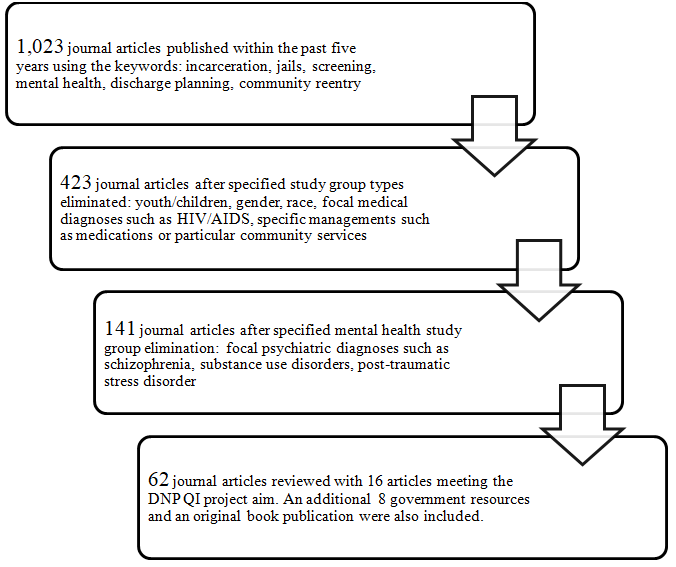 1,023 journal articles published within the past five
years using the keywords: incarceration, jails, screening,
mental health, discharge planning, community reentry
423 journal articles after specified study group types
eliminated: youth/children, gender, race, focal medical
diagnoses such as HIV/AIDS, specific managements such
as medications or particular community services
141 journal articles after specified mental health study
group elimination: focal psychiatric diagnoses such as
schizophrenia, substance use disorders, post-traumatic
stress disorder
62 journal articles reviewed with 16 articles meeting the
DNP QI project aim. An additional 8 government resources
and an original book publication were also included.